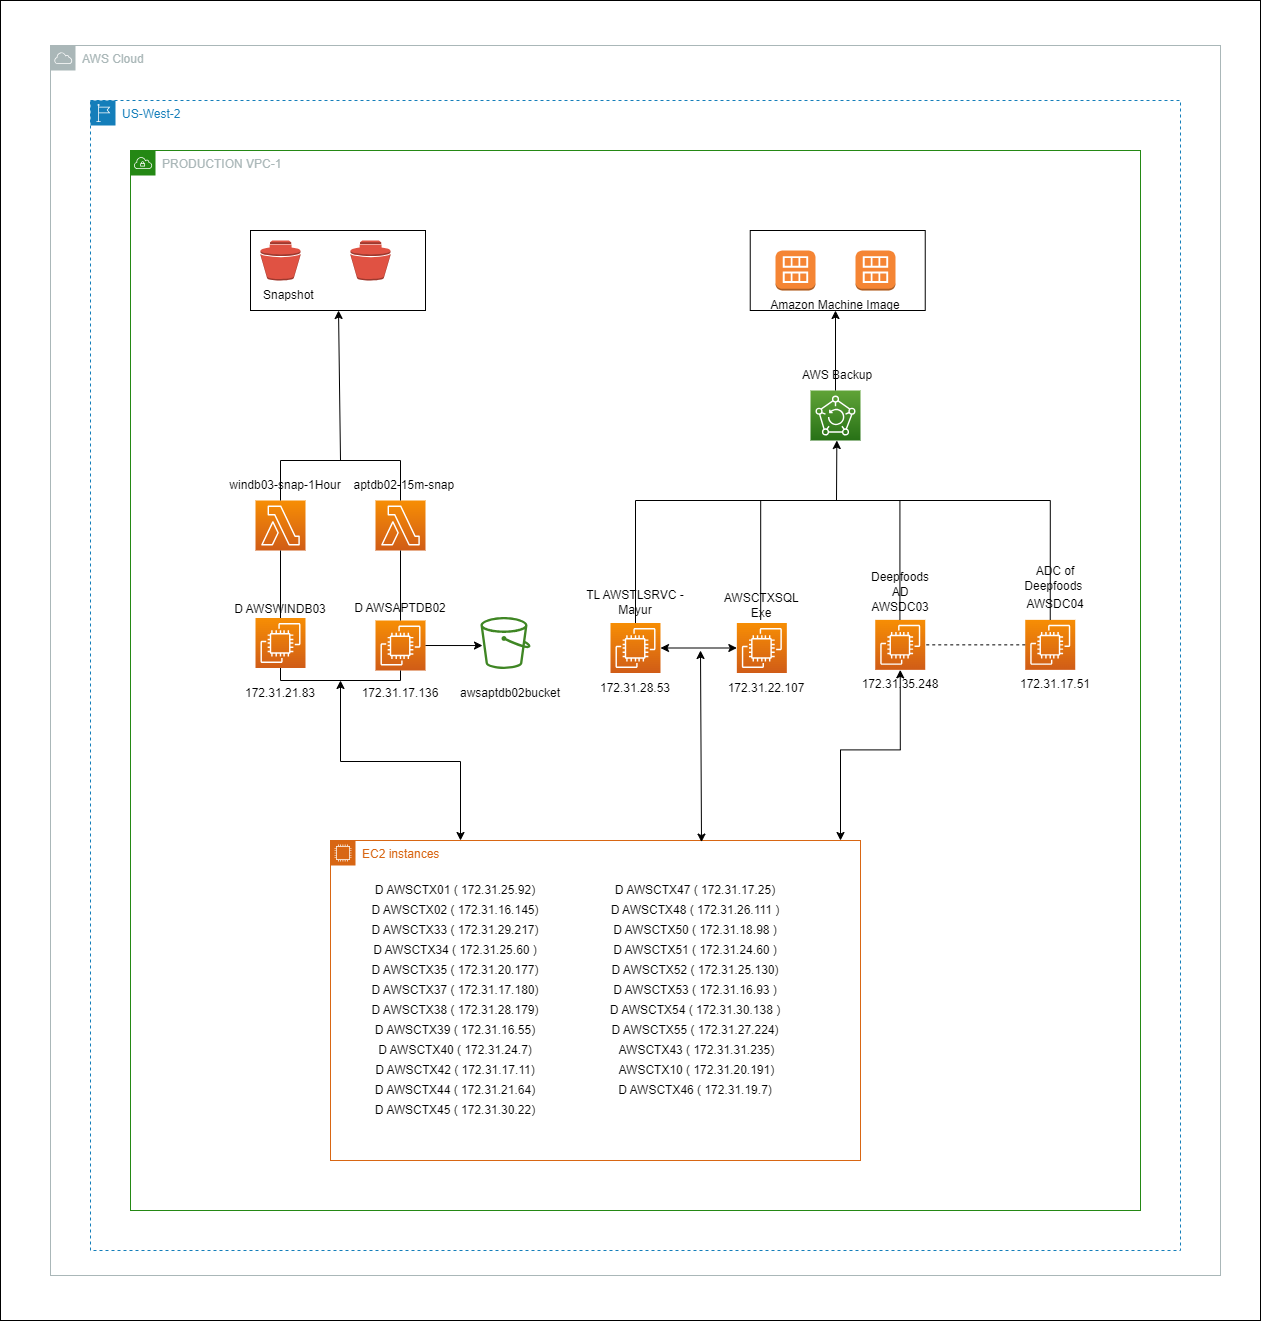 AWS Cloud
US-West-2
PRODUCTION VPC-1
Snapshot
Amazon Machine Image
AWS Backup
windb03-snap-1Hour
aptdb02-15m-snap
D AWSWINDB03
D AWSAPTDB02
172.31.21.83
172.31.17.136
awsaptdb02bucket
TL AWSTLSRVC -
Mayur
172.31.28.53
AWSCTXSQL
Exe
172.31.22.107
Deepfoods
AD
AWSDC03
172.31.35.248
ADC of
Deepfoods
AWSDC04
172.31.17.51
EC2 instances
D AWSCTX01 ( 172.31.25.92)
D AWSCTX02 ( 172.31.16.145)
D AWSCTX33 ( 172.31.29.217)
D AWSCTX34 ( 172.31.25.60 )
D AWSCTX35 ( 172.31.20.177)
D AWSCTX37 ( 172.31.17.180)
D AWSCTX38 ( 172.31.28.179)
D AWSCTX39 ( 172.31.16.55)
D AWSCTX40 ( 172.31.24.7)
D AWSCTX42 ( 172.31.17.11)
D AWSCTX44 ( 172.31.21.64)
D AWSCTX45 ( 172.31.30.22)
D AWSCTX47 ( 172.31.17.25)
D AWSCTX48 ( 172.31.26.111 )
D AWSCTX50 ( 172.31.18.98 )
D AWSCTX51 ( 172.31.24.60 )
D AWSCTX52 ( 172.31.25.130)
D AWSCTX53 ( 172.31.16.93 )
D AWSCTX54 ( 172.31.30.138 )
D AWSCTX55 ( 172.31.27.224)
AWSCTX43 ( 172.31.31.235)
AWSCTX10 ( 172.31.20.191)
D AWSCTX46 ( 172.31.19.7)